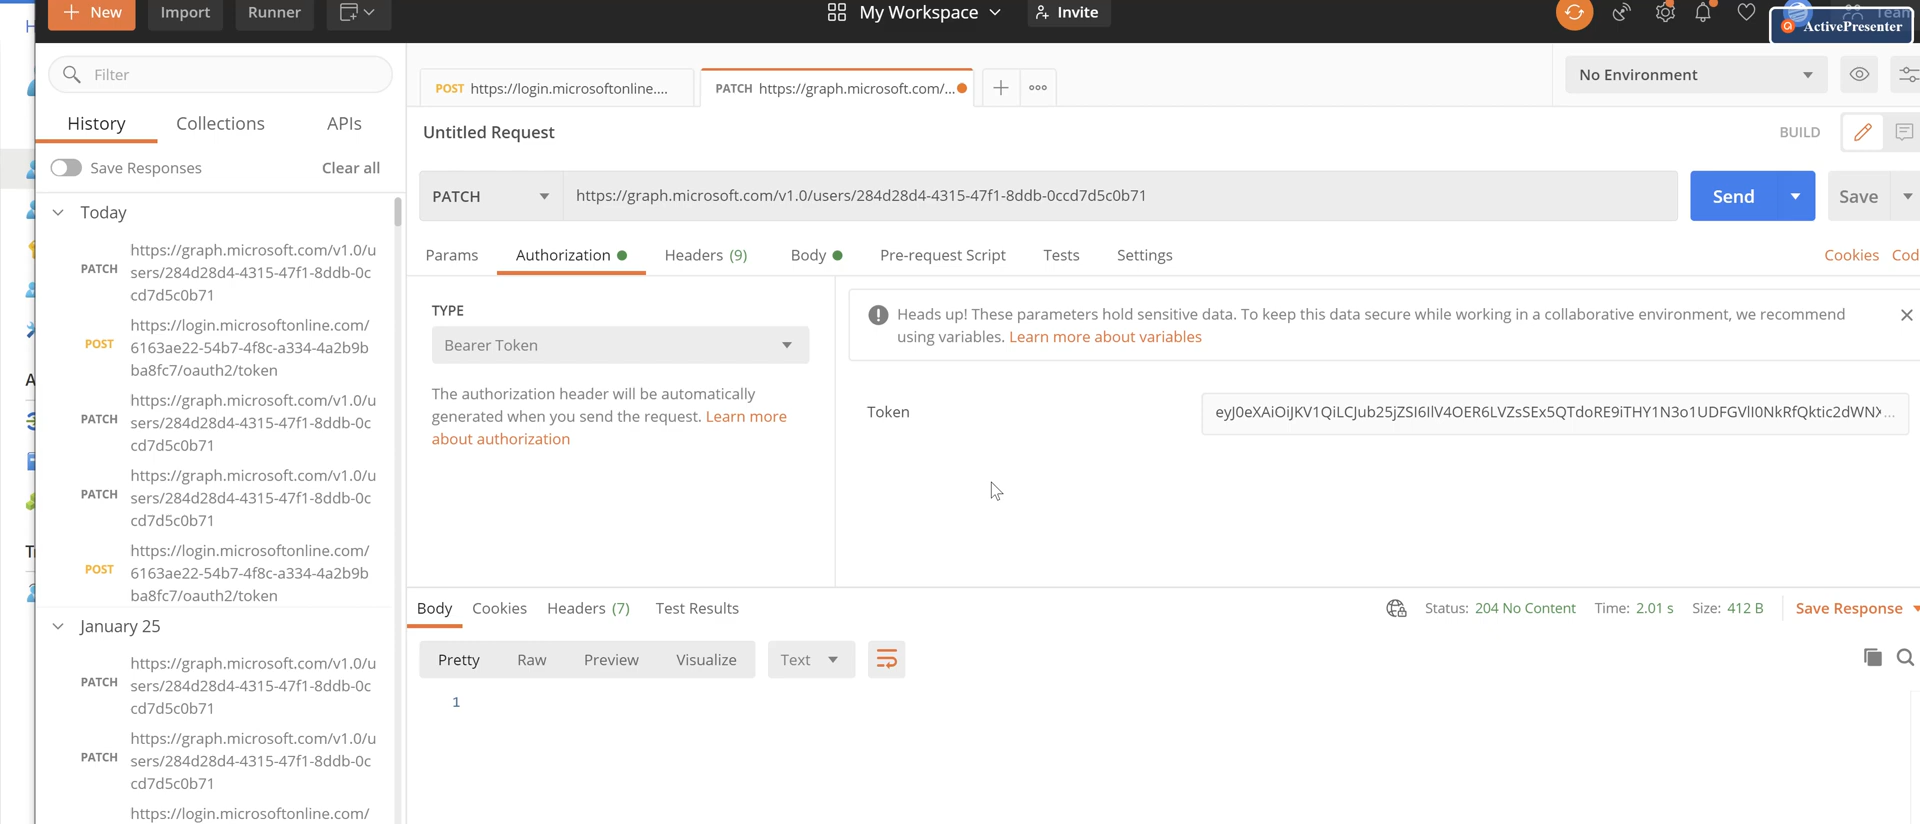 New
Import
Runner
My Workspace
Invite
Team
ActivePresenter
Filter
POST https://login.microsoftonline....
PATCH https://graph.microsoft.com/...
No Environment
History
Collections
APIs
Untitled Request
BUILD
Save Responses
Clear all
PATCH
https://graph.microsoft.com/v1.0/users/284d28d4-4315-47f1-8ddb-0ccd7d5c0b71
Send
Save
Today
PATCH
https://graph.microsoft.com/v1.0/u
sers/284d28d4-4315-47f1-8ddb-0c
cd7d5c0b71
POST
https://login.microsoftonline.com/
6163ae22-54b7-4f8c-a334-4a2b9b
ba8fc7/oauth2/token
PATCH
https://graph.microsoft.com/v1.0/u
sers/284d28d4-4315-47f1-8ddb-0c
cd7d5c0b71
PATCH
https://graph.microsoft.com/v1.0/u
sers/284d28d4-4315-47f1-8ddb-0c
cd7d5c0b71
POST
https://login.microsoftonline.com/
6163ae22-54b7-4f8c-a334-4a2b9b
ba8fc7/oauth2/token
January 25
PATCH
https://graph.microsoft.com/v1.0/u
sers/284d28d4-4315-47f1-8ddb-0c
cd7d5c0b71
PATCH
https://graph.microsoft.com/v1.0/u
sers/284d28d4-4315-47f1-8ddb-0c
cd7d5c0b71
https://login.microsoftonline.com/
Params
Authorization
Headers (9)
Body
Pre-request Script
Tests
Settings
Cookies
Cod
TYPE
Bearer Token
The authorization header will be automatically
generated when you send the request. Learn more
about authorization
Heads up! These parameters hold sensitive data. To keep this data secure while working in a collaborative environment, we recommend
using variables. Learn more about variables
Token
Body
Cookies
Headers (7)
Test Results
Status: 204 No Content
Time: 2.01 s
Size: 412 B
Save Response
Pretty
Raw
Preview
Visualize
Text
1